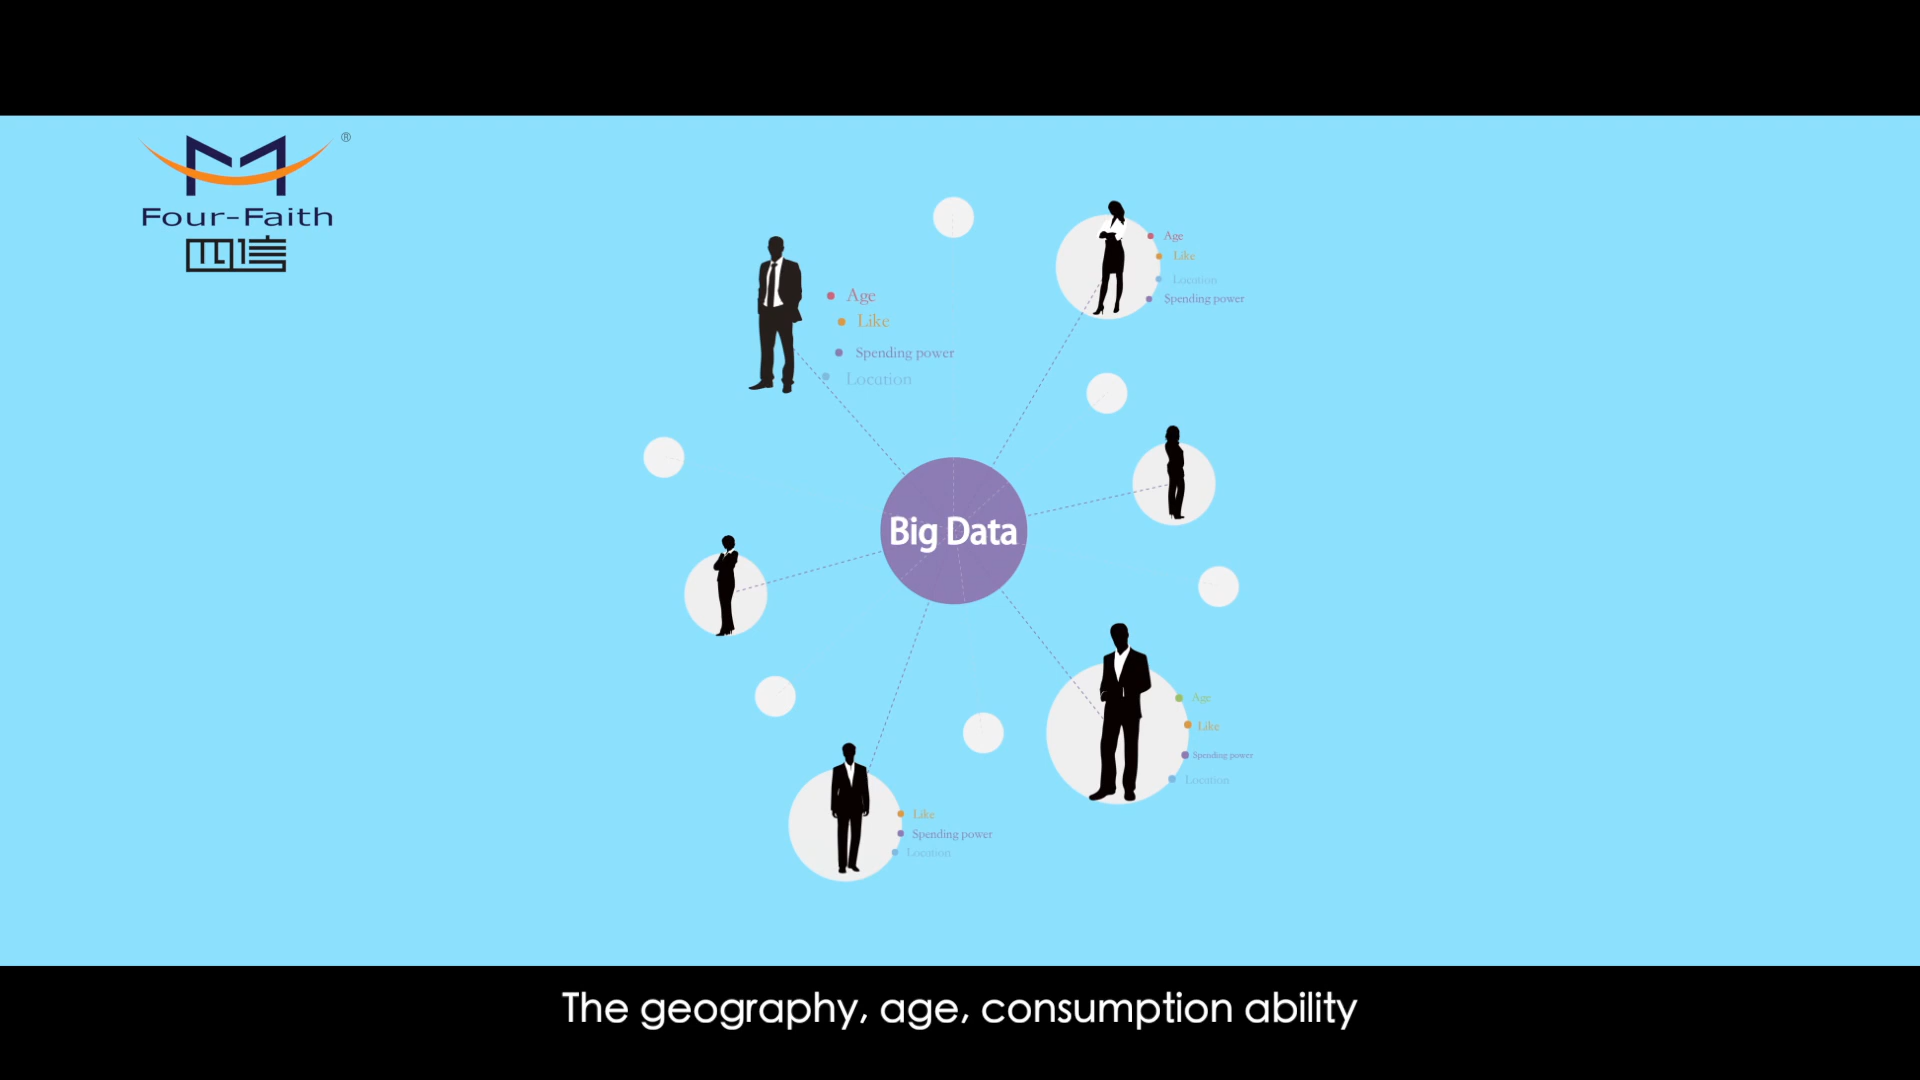 ®
Four-Faith
四信
Age
Like
Spending power
Location
Age
Like
Location
Spending power
Big Data
Age
Like
Spending power
Location
Like
Spending power
Location
The geography, age, consumption ability